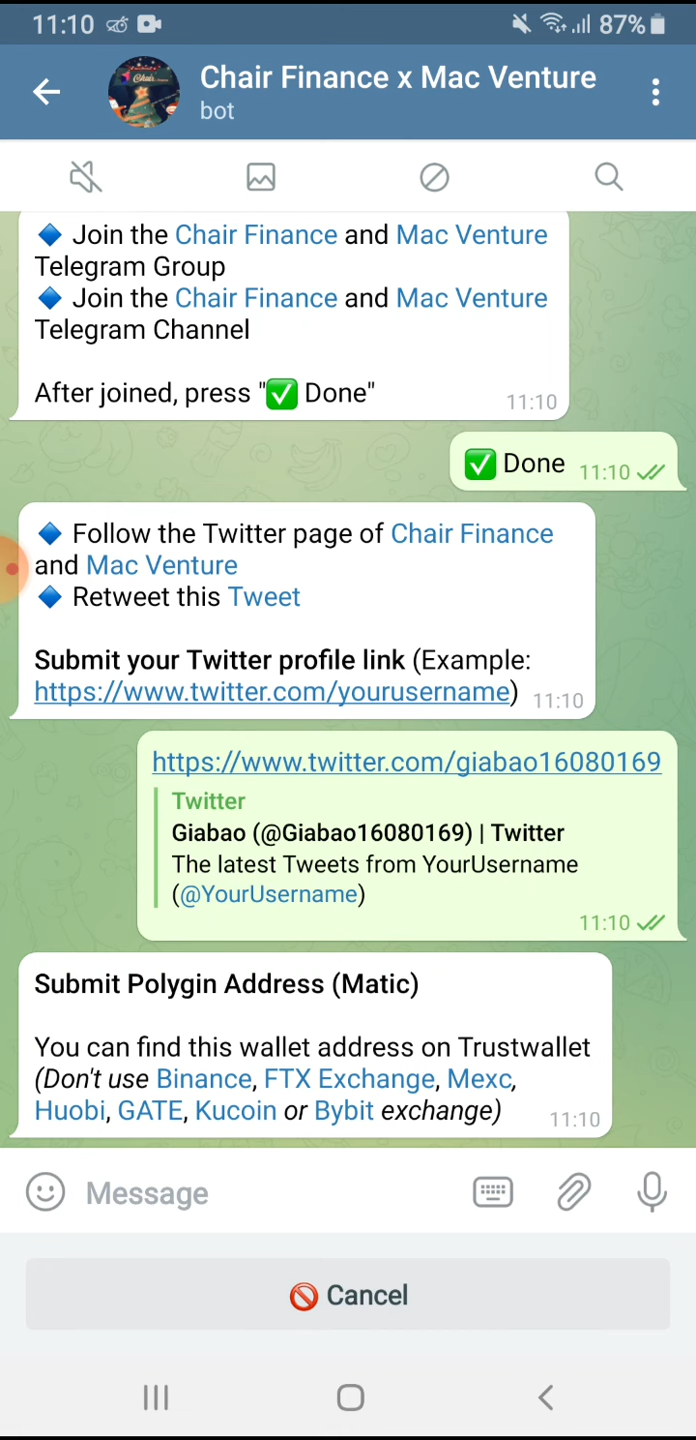 11:10
87%
Chair Finance x Mac Venture
bot
🔷 Join the Chair Finance and Mac Venture
Telegram Group
🔷 Join the Chair Finance and Mac Venture
Telegram Channel
After joined, press "✅ Done"
11:10
✅ Done 11:10
🔷 Follow the Twitter page of Chair Finance
and Mac Venture
🔷 Retweet this Tweet
Submit your Twitter profile link (Example:
https://www.twitter.com/yourusername) 11:10
https://www.twitter.com/giabao16080169
Twitter
Giabao (@Giabao16080169) | Twitter
The latest Tweets from YourUsername
(@YourUsername)
11:10
Submit Polygin Address (Matic)
You can find this wallet address on Trustwallet
(Don't use Binance, FTX Exchange, Mexc,
Huobi, GATE, Kucoin or Bybit exchange) 11:10
Message
🚫 Cancel